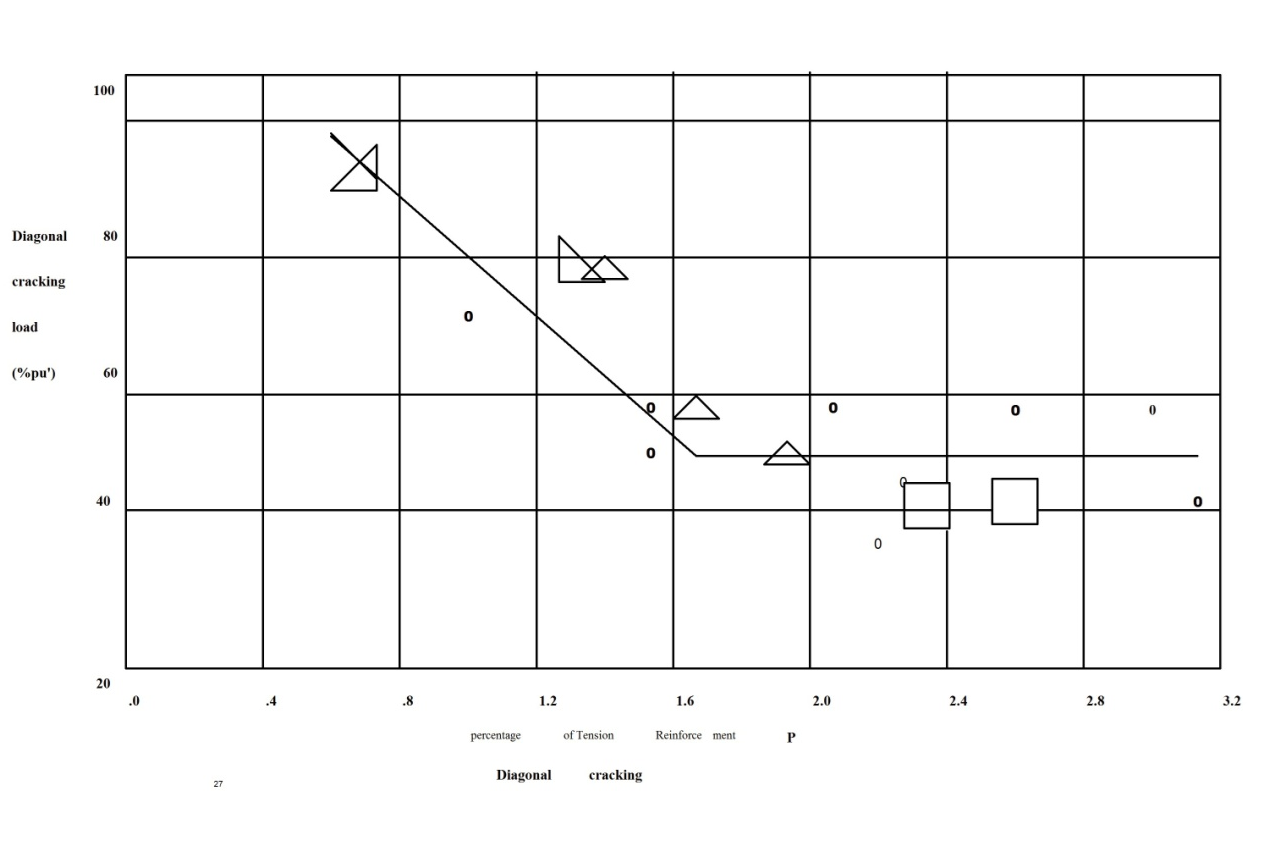 100
Diagonal 80
cracking
load
(%pu') 60
40
20
.0 .4 .8 1.2 1.6 2.0 2.4 2.8 3.2
percentage of Tension Reinforce ment P
Diagonal cracking
27